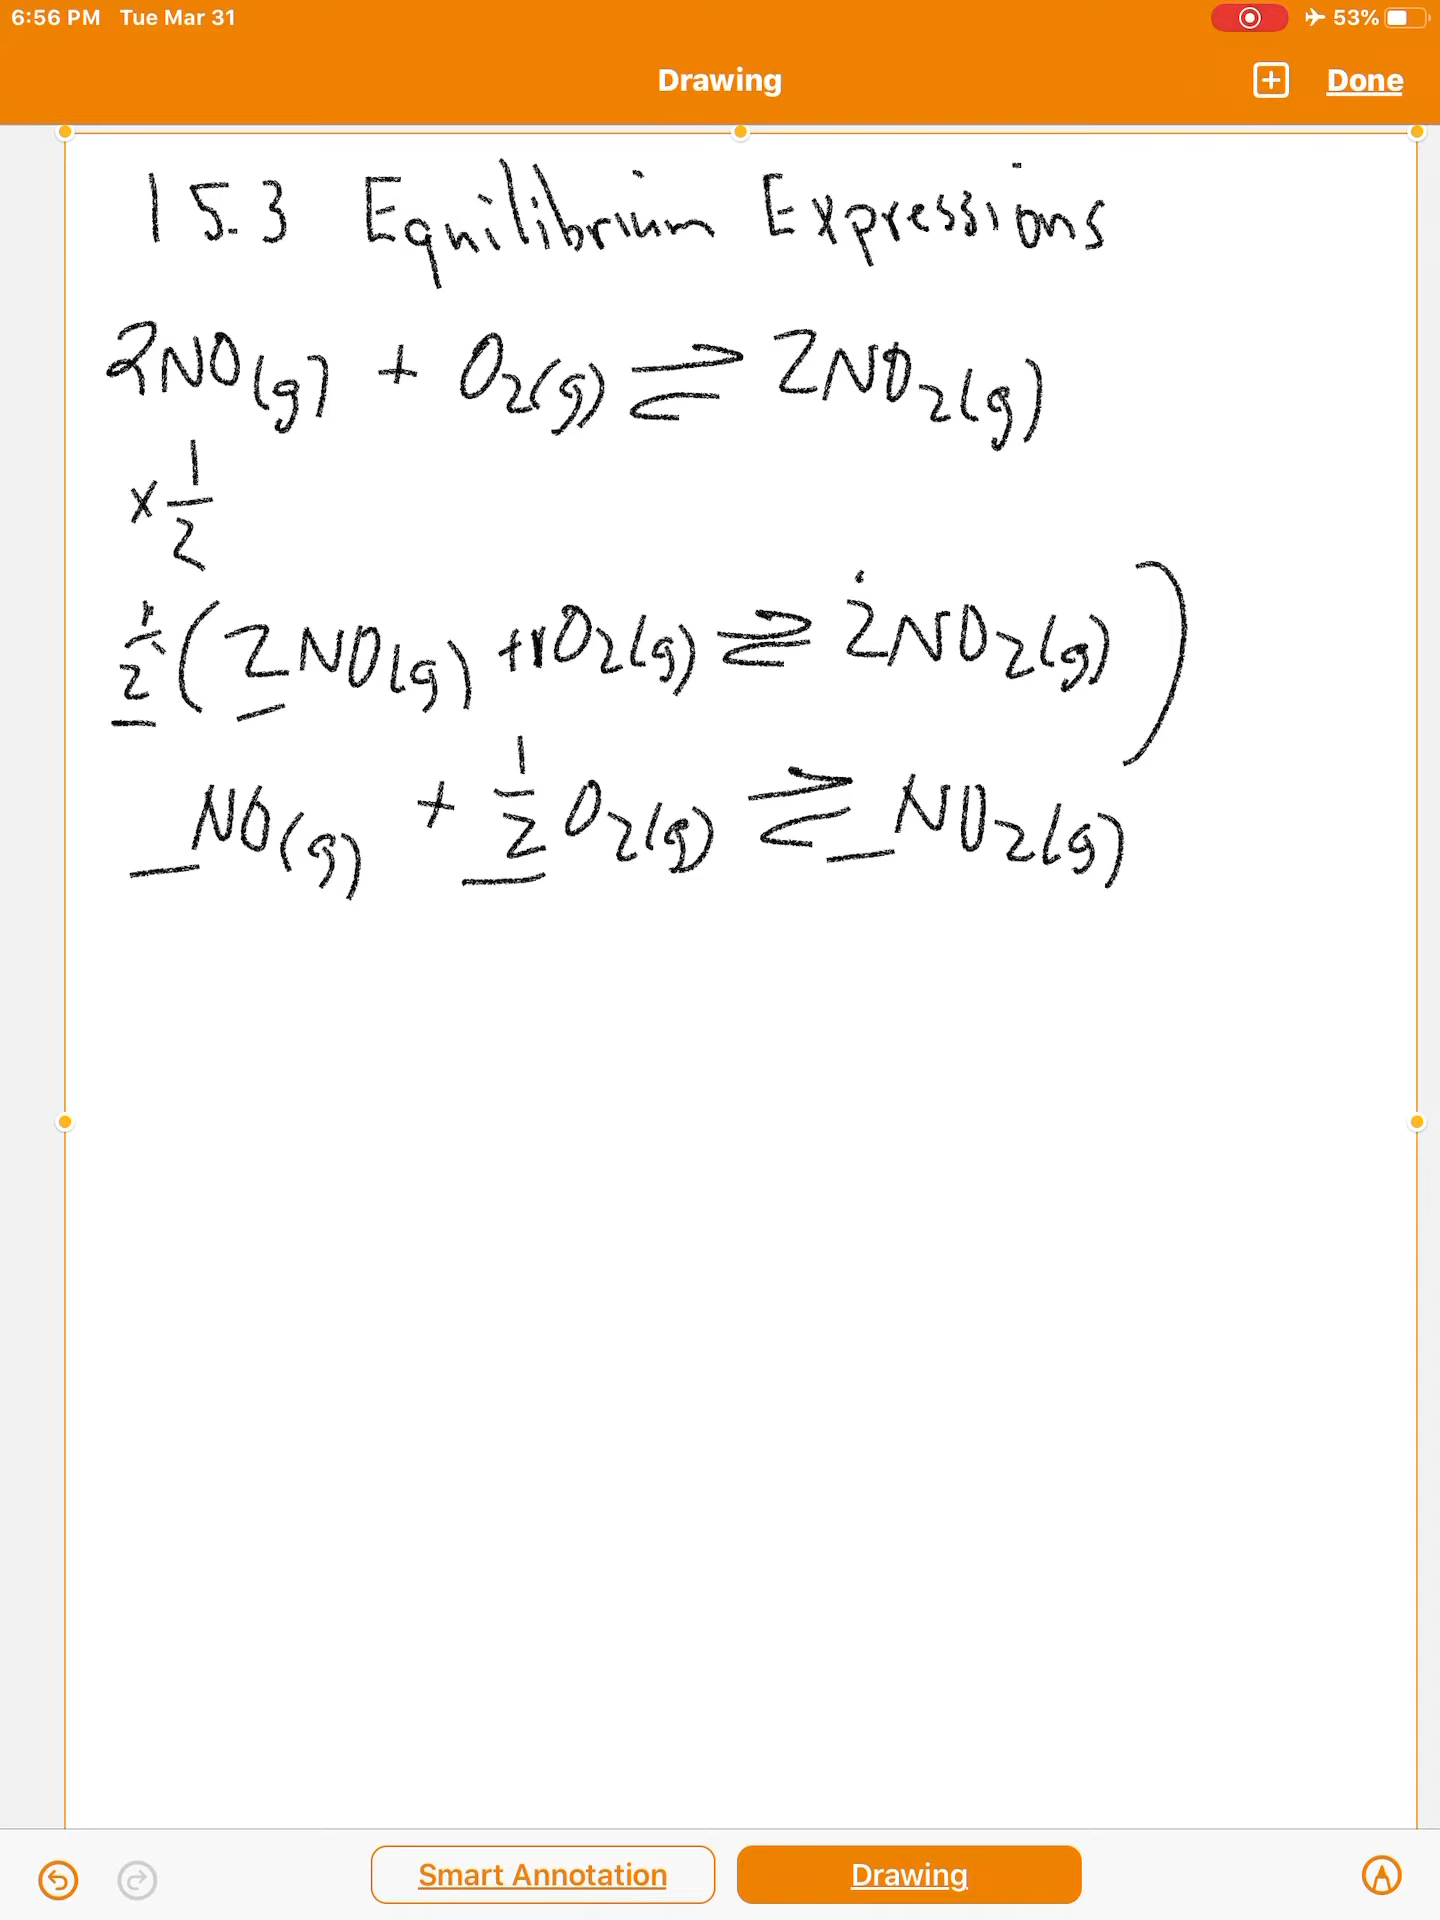 6:56 PM Tue Mar 31 53%
Drawing Done
15.3 Equilibrium Expressions
2NO(g) + O₂(g) ⇌ 2NO₂(g)
× 1/2
1/2 ( 2NO(g) + 1O₂(g) ⇌ 2NO₂(g) )
_NO(g) + 1/2 O₂(g) ⇌ _NO₂(g)
Smart Annotation Drawing